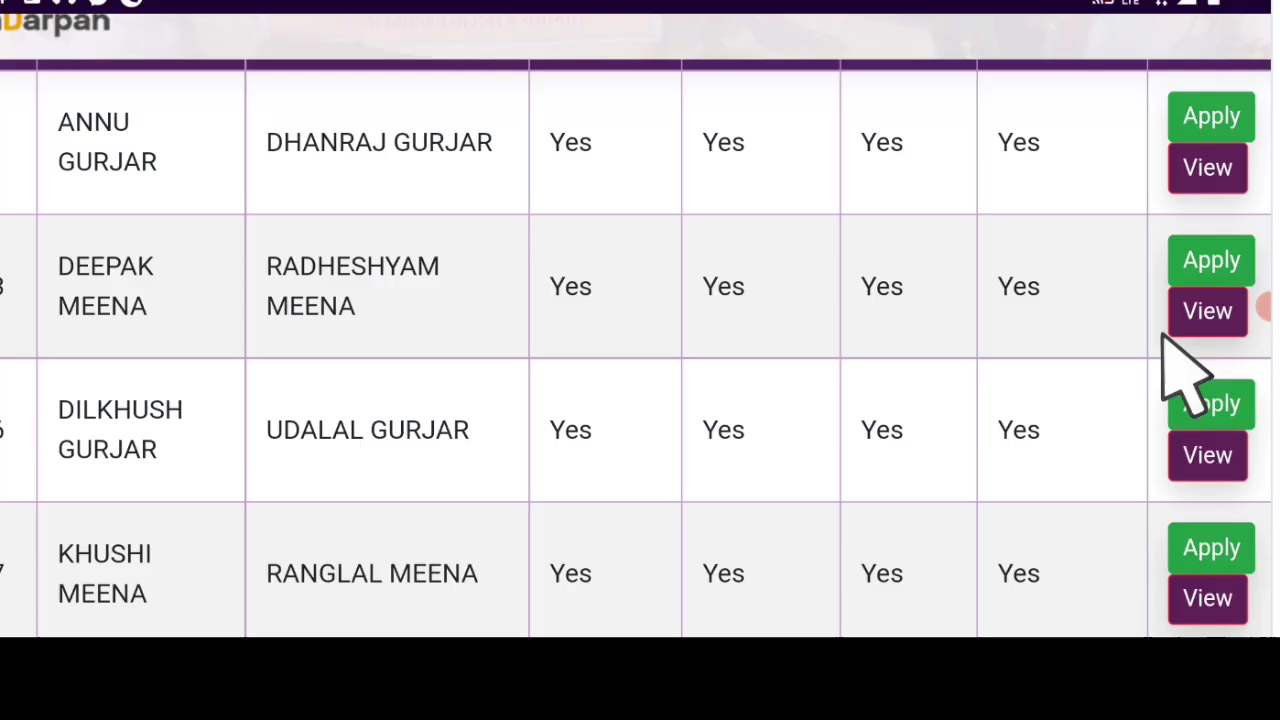 Darpan
LTE
ANNU
GURJAR
DHANRAJ GURJAR
Yes
Yes
Yes
Yes
Apply
View
DEEPAK
MEENA
RADHESHYAM
MEENA
Yes
Yes
Yes
Yes
Apply
View
DILKHUSH
GURJAR
UDALAL GURJAR
Yes
Yes
Yes
Yes
Apply
View
KHUSHI
MEENA
RANGLAL MEENA
Yes
Yes
Yes
Yes
Apply
View